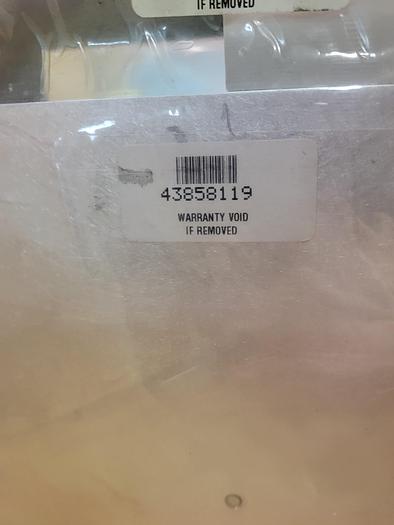 IF REMOVED
43858119
WARRANTY VOID
IF REMOVED